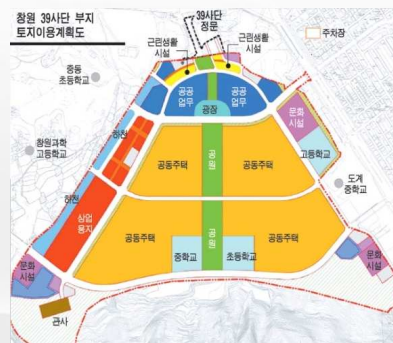 창원 39사단 부지
토지이용계획도
39사단
정문
근린생활
시설
근린생활
시설
주차장
중동
초등학교
공공
업무
공공
업무
광장
문화
시설
하천
창원과학
고등학교
공동주택
공원
공동주택
고등학교
도계
중학교
하천
상업
용지
공동주택
공원
공동주택
중학교
초등학교
문화
시설
문화
시설
관사